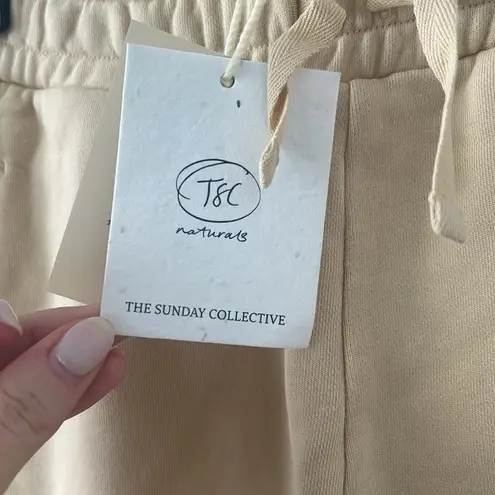 TSC
naturals
THE SUNDAY COLLECTIVE